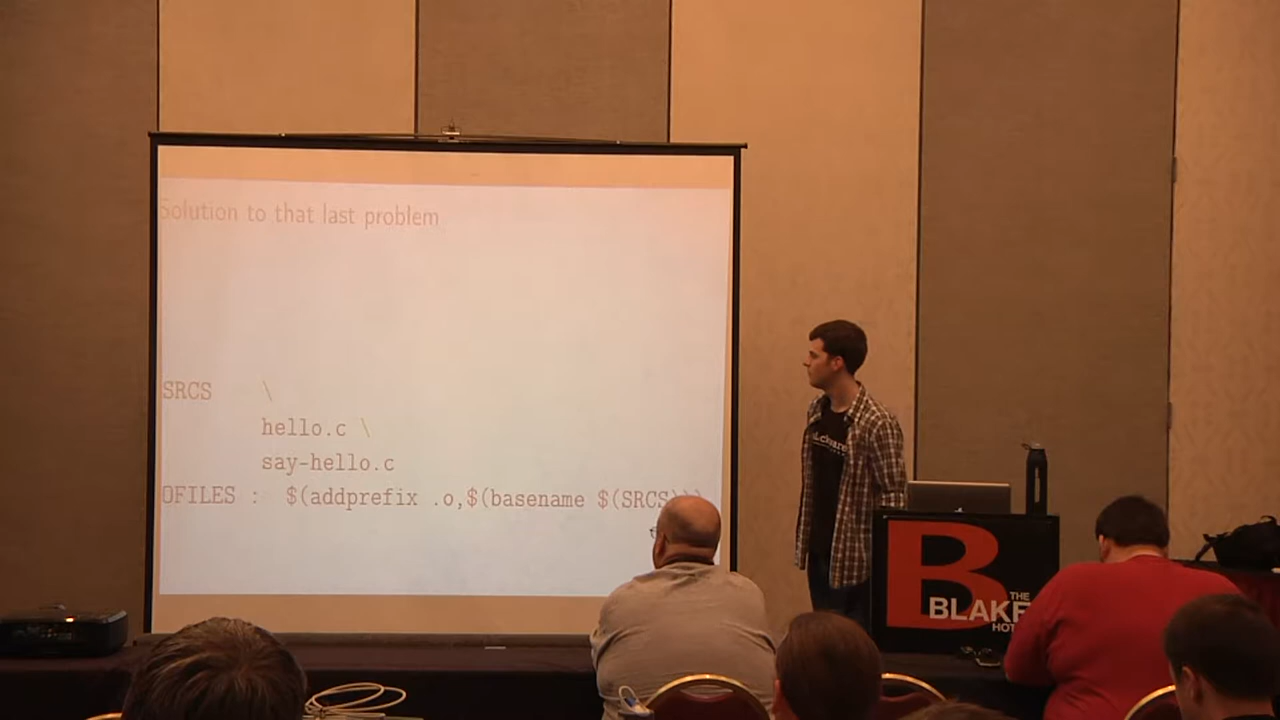 Solution to that last problem
SRCS \
hello.c \
say-hello.c
OFILES : $(addprefix .o,$(basename $(SRCS)))
B
THE
BLAKE
HOT